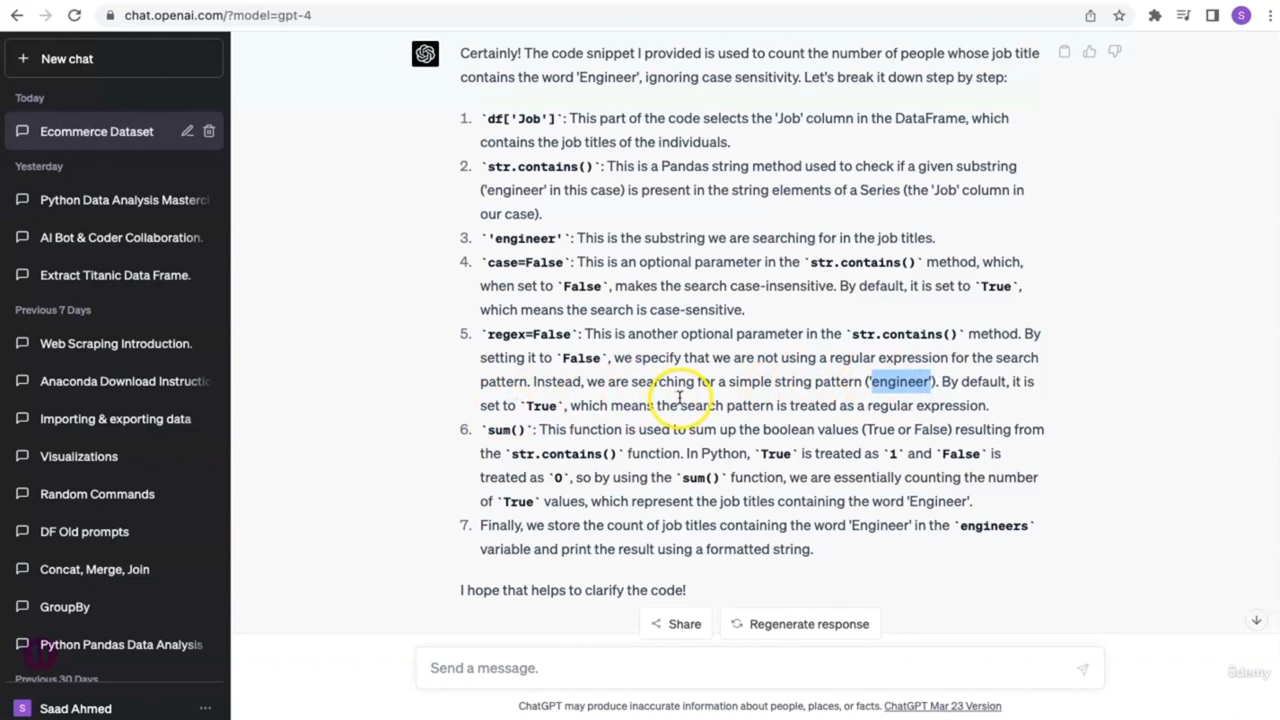 chat.openai.com/?model=gpt-4
S
New chat
Today
Ecommerce Dataset
Yesterday
Python Data Analysis Mastercl
AI Bot & Coder Collaboration.
Extract Titanic Data Frame.
Previous 7 Days
Web Scraping Introduction.
Anaconda Download Instructio
Importing & exporting data
Visualizations
Random Commands
DF Old prompts
Concat, Merge, Join
GroupBy
Python Pandas Data Analysis
Previous 30 Days
S Saad Ahmed
Certainly! The code snippet I provided is used to count the number of people whose job title
contains the word 'Engineer', ignoring case sensitivity. Let's break it down step by step:
1. `df['Job']`: This part of the code selects the 'Job' column in the DataFrame, which
contains the job titles of the individuals.
2. `str.contains()`: This is a Pandas string method used to check if a given substring
('engineer' in this case) is present in the string elements of a Series (the 'Job' column in
our case).
3. `'engineer'`: This is the substring we are searching for in the job titles.
4. `case=False`: This is an optional parameter in the `str.contains()` method, which,
when set to `False`, makes the search case-insensitive. By default, it is set to `True`,
which means the search is case-sensitive.
5. `regex=False`: This is another optional parameter in the `str.contains()` method. By
setting it to `False`, we specify that we are not using a regular expression for the search
pattern. Instead, we are searching for a simple string pattern ('engineer'). By default, it is
set to `True`, which means the search pattern is treated as a regular expression.
6. `sum()`: This function is used to sum up the boolean values (True or False) resulting from
the `str.contains()` function. In Python, `True` is treated as `1` and `False` is
treated as `0`, so by using the `sum()` function, we are essentially counting the number
of `True` values, which represent the job titles containing the word 'Engineer'.
7. Finally, we store the count of job titles containing the word 'Engineer' in the `engineers`
variable and print the result using a formatted string.
I hope that helps to clarify the code!
Share
Regenerate response
Send a message.
ûdemy
ChatGPT may produce inaccurate information about people, places, or facts. ChatGPT Mar 23 Version